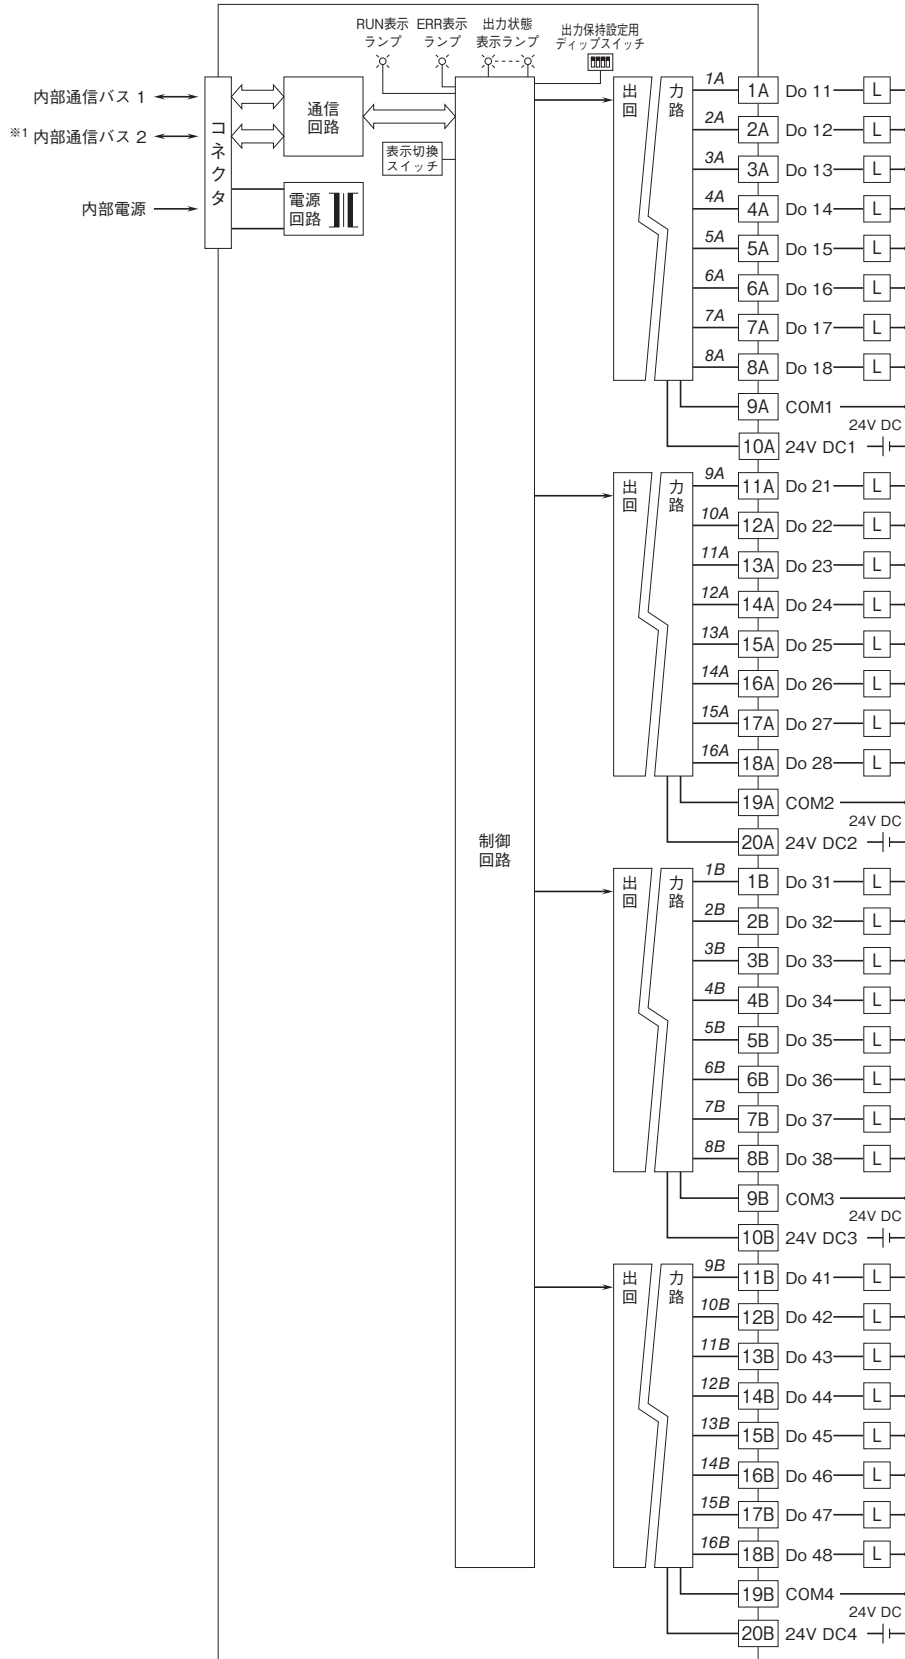 RUN表示
ランプ
ERR表示
ランプ
出力状態
表示ランプ
出力保持設定用
ディップスイッチ
内部通信バス 1
※1 内部通信バス 2
内部電源
コネクタ
通信
回路
電源
回路
表示切換
スイッチ
制御
回路
出力
回路
1A 1A Do 11 L
2A 2A Do 12 L
3A 3A Do 13 L
4A 4A Do 14 L
5A 5A Do 15 L
6A 6A Do 16 L
7A 7A Do 17 L
8A 8A Do 18 L
9A COM1
24V DC
10A 24V DC1
出力
回路
9A 11A Do 21 L
10A 12A Do 22 L
11A 13A Do 23 L
12A 14A Do 24 L
13A 15A Do 25 L
14A 16A Do 26 L
15A 17A Do 27 L
16A 18A Do 28 L
19A COM2
24V DC
20A 24V DC2
出力
回路
1B 1B Do 31 L
2B 2B Do 32 L
3B 3B Do 33 L
4B 4B Do 34 L
5B 5B Do 35 L
6B 6B Do 36 L
7B 7B Do 37 L
8B 8B Do 38 L
9B COM3
24V DC
10B 24V DC3
出力
回路
9B 11B Do 41 L
10B 12B Do 42 L
11B 13B Do 43 L
12B 14B Do 44 L
13B 15B Do 45 L
14B 16B Do 46 L
15B 17B Do 47 L
16B 18B Do 48 L
19B COM4
24V DC
20B 24V DC4